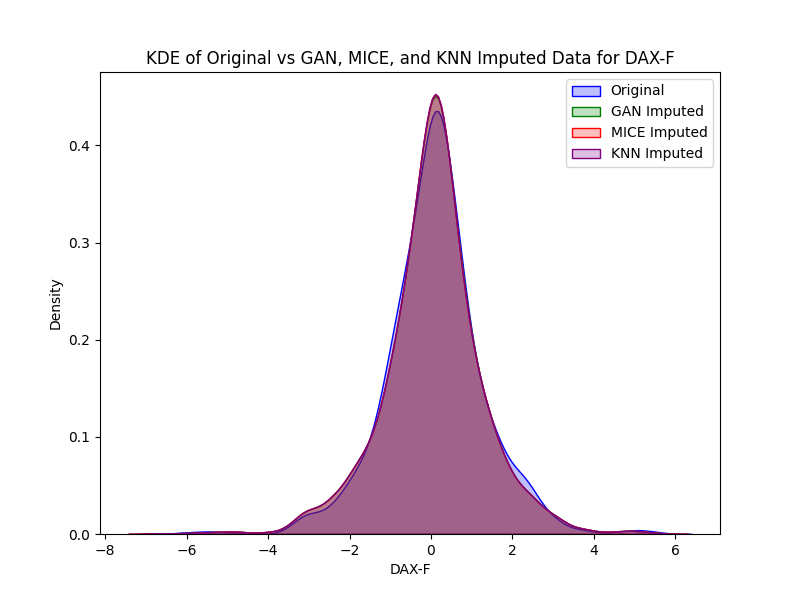 KDE of Original vs GAN, MICE, and KNN Imputed Data for DAX-F
Original
GAN Imputed
MICE Imputed
KNN Imputed
Density
0.4
0.3
0.2
0.1
0.0
−8 −6 −4 −2 0 2 4 6
DAX-F